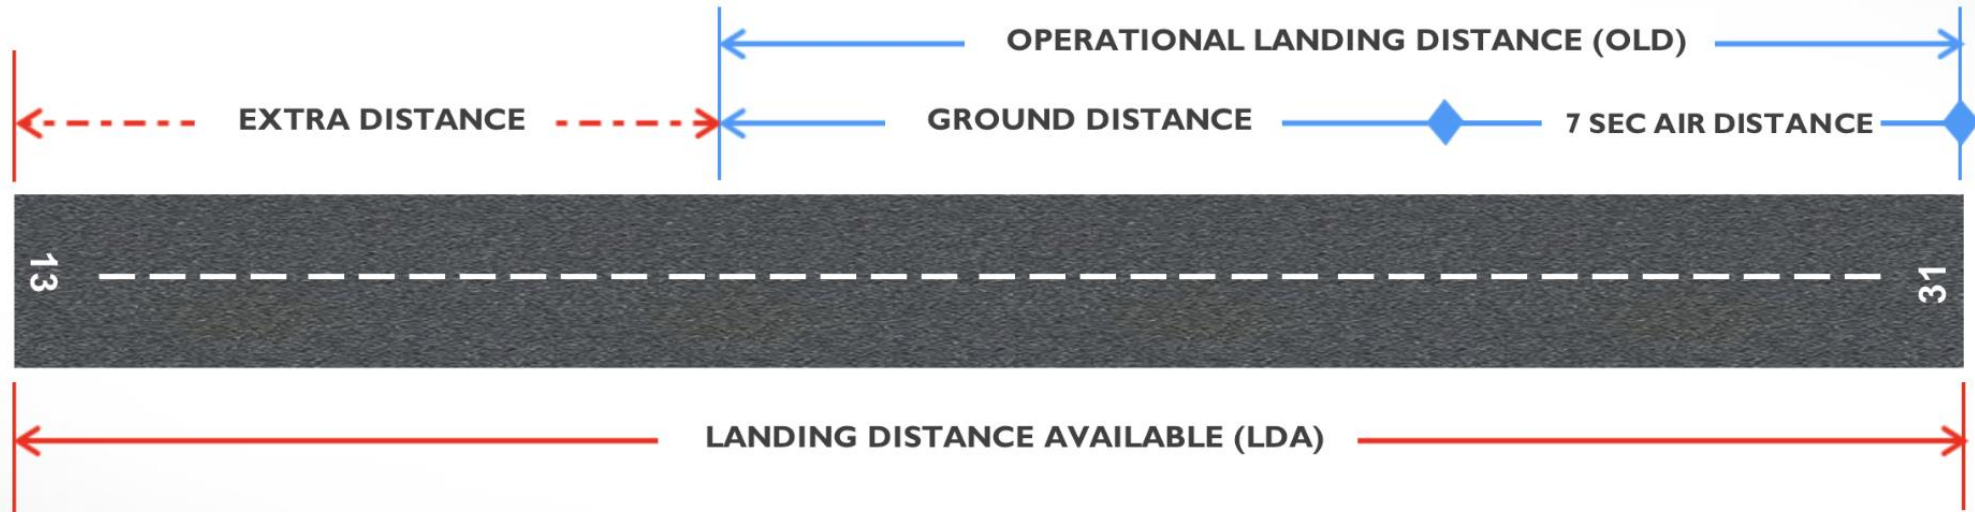 OPERATIONAL LANDING DISTANCE (OLD)
EXTRA DISTANCE
GROUND DISTANCE
7 SEC AIR DISTANCE
13
31
LANDING DISTANCE AVAILABLE (LDA)